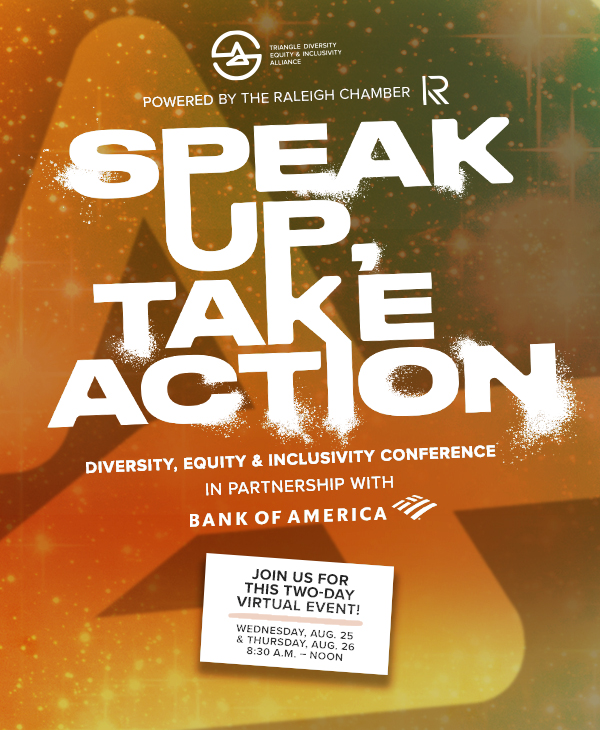 TRIANGLE DIVERSITY
EQUITY & INCLUSIVITY
ALLIANCE
POWERED BY THE RALEIGH CHAMBER
SPEAK
UP,
TAKE
ACTION
DIVERSITY, EQUITY & INCLUSIVITY CONFERENCE
IN PARTNERSHIP WITH
BANK OF AMERICA
JOIN US FOR
THIS TWO-DAY
VIRTUAL EVENT!
WEDNESDAY, AUG. 25
& THURSDAY, AUG. 26
8:30 A.M. – NOON